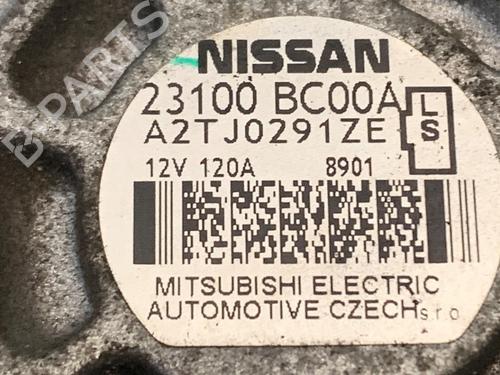 NISSAN
23100 BC00A
A2TJ0291ZE
L
S
12V 120A 8901
MITSUBISHI ELECTRIC
AUTOMOTIVE CZECH s.r.o
B PARTS